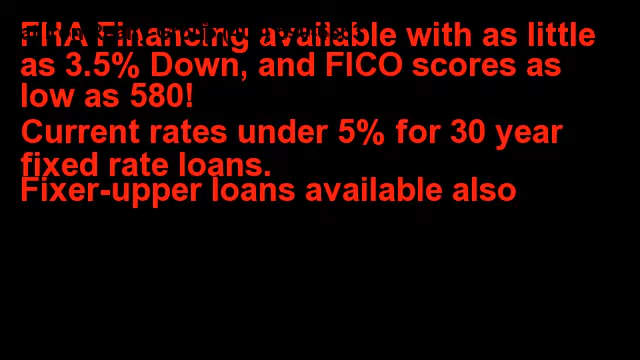 FHA Financing available with as little
as 3.5% Down, and FICO scores as
low as 580!
Current rates under 5% for 30 year
fixed rate loans.
Fixer-upper loans available also